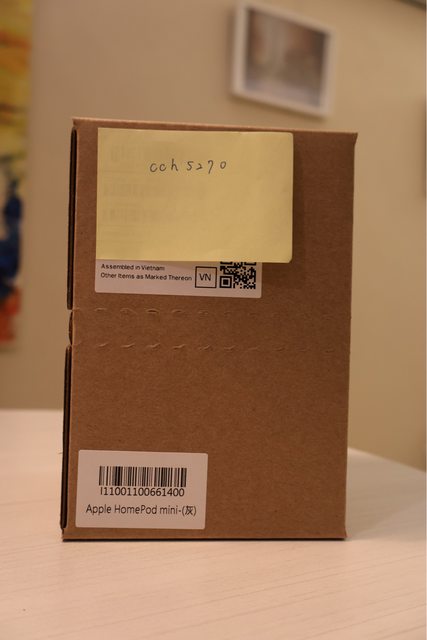 cch5270
Assembled in Vietnam
Other Items as Marked Thereon
VN
I11001100661400
Apple HomePod mini-(灰)